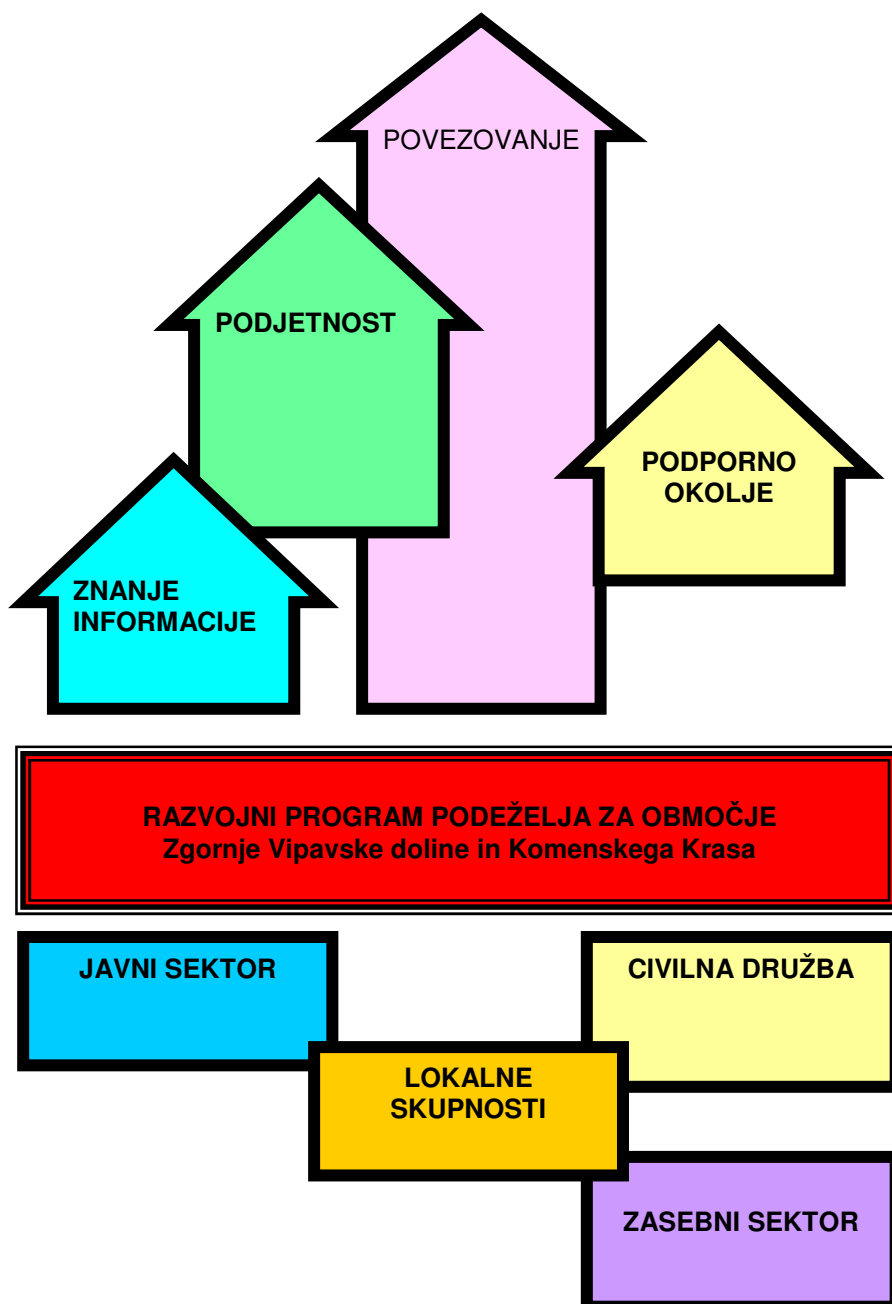 POVEZOVANJE
PODJETNOST
PODPORNO
OKOLJE
ZNANJE
INFORMACIJE
RAZVOJNI PROGRAM PODEŽELJA ZA OBMOČJE
Zgornje Vipavske doline in Komenskega Krasa
JAVNI SEKTOR
CIVILNA DRUŽBA
LOKALNE
SKUPNOSTI
ZASEBNI SEKTOR